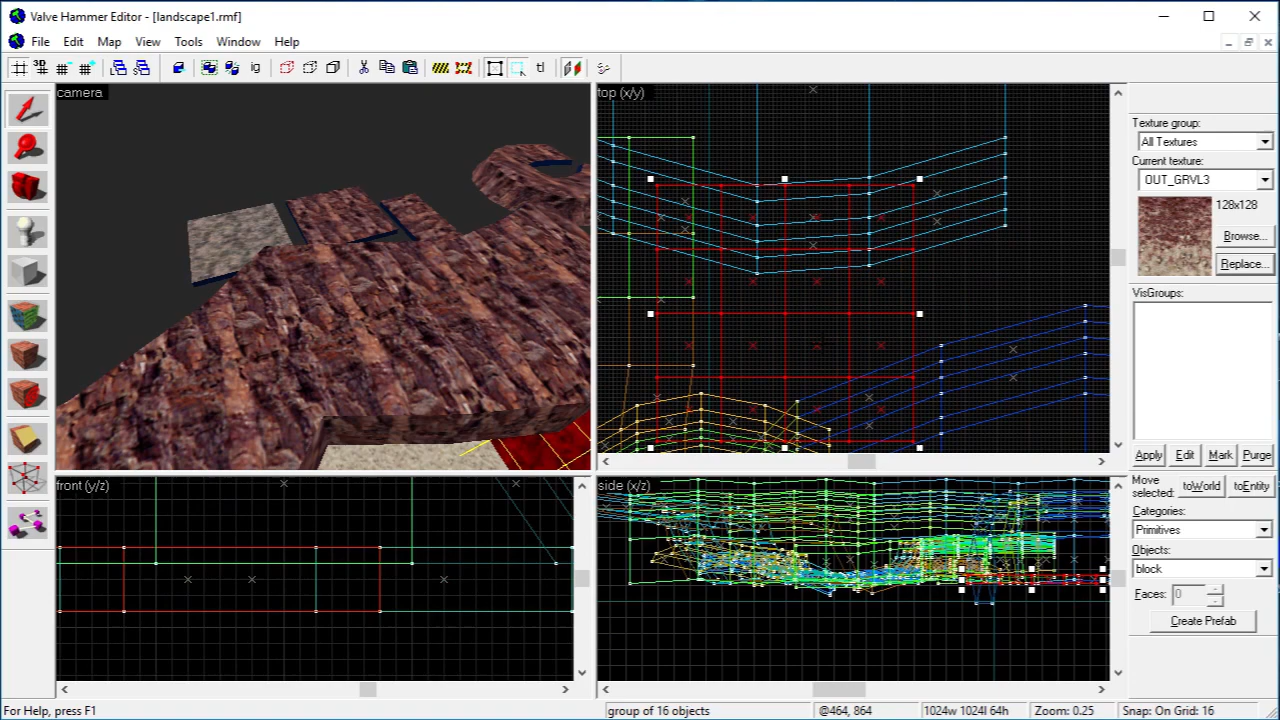 Valve Hammer Editor - [landscape1.rmf]
File Edit Map View Tools Window Help
3D
L S
ig
tl
camera
top (x/y)
front (y/z)
side (x/z)
Texture group:
All Textures
Current texture:
OUT_GRVL3
128x128
Browse...
Replace...
VisGroups:
Apply Edit Mark Purge
Move selected:
toWorld toEntity
Categories:
Primitives
Objects:
block
Faces: 0
Create Prefab
For Help, press F1
group of 16 objects
@464, 864
1024w 1024l 64h
Zoom: 0.25
Snap: On Grid: 16